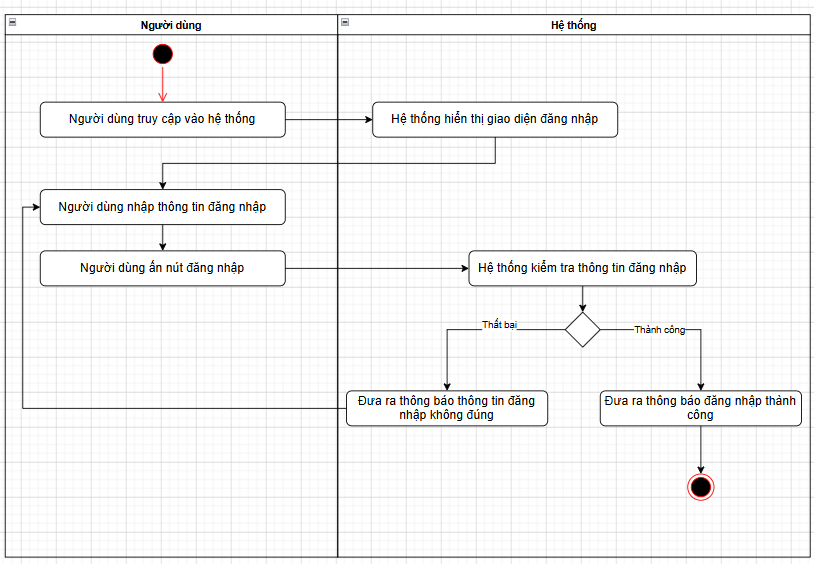 Người dùng
Hệ thống
Người dùng truy cập vào hệ thống
Hệ thống hiển thị giao diện đăng nhập
Người dùng nhập thông tin đăng nhập
Người dùng ấn nút đăng nhập
Hệ thống kiểm tra thông tin đăng nhập
Thất bại
Thành công
Đưa ra thông báo thông tin đăng
nhập không đúng
Đưa ra thông báo đăng nhập thành
công